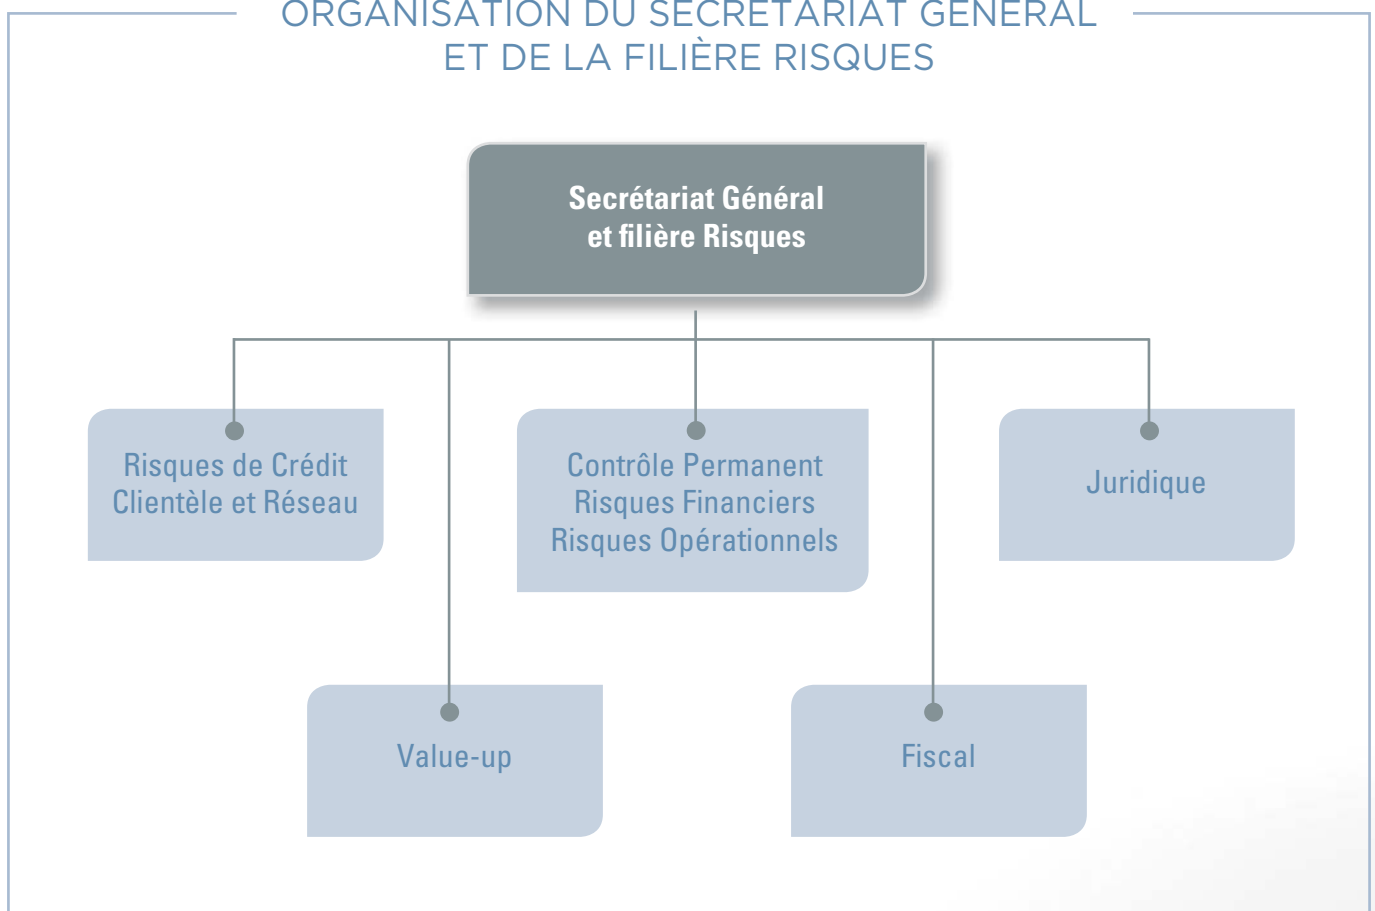 ORGANISATION DU SECRÉTARIAT GÉNÉRAL
ET DE LA FILIÈRE RISQUES
Secrétariat Général
et filière Risques
Risques de Crédit
Clientèle et Réseau
Contrôle Permanent
Risques Financiers
Risques Opérationnels
Juridique
Value-up
Fiscal